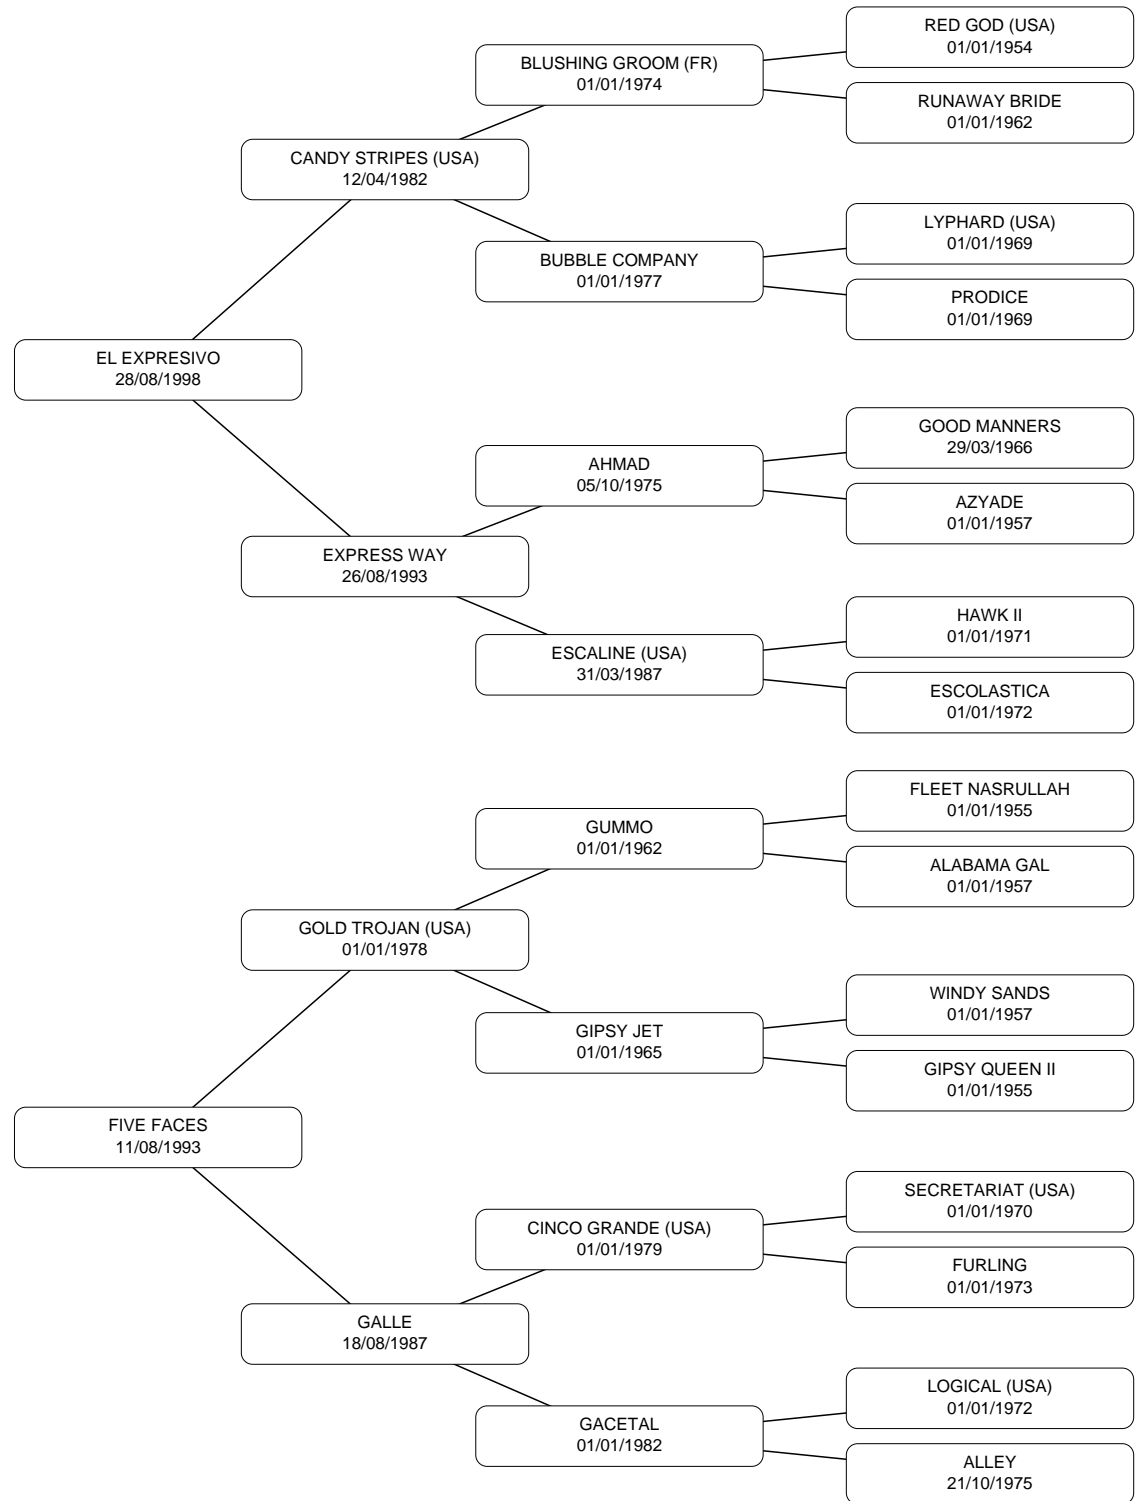 RED GOD (USA)
01/01/1954
BLUSHING GROOM (FR)
01/01/1974
RUNAWAY BRIDE
01/01/1962
CANDY STRIPES (USA)
12/04/1982
LYPHARD (USA)
01/01/1969
BUBBLE COMPANY
01/01/1977
PRODICE
01/01/1969
EL EXPRESIVO
28/08/1998
GOOD MANNERS
29/03/1966
AHMAD
05/10/1975
AZYADE
01/01/1957
EXPRESS WAY
26/08/1993
HAWK II
01/01/1971
ESCALINE (USA)
31/03/1987
ESCOLASTICA
01/01/1972
FLEET NASRULLAH
01/01/1955
GUMMO
01/01/1962
ALABAMA GAL
01/01/1957
GOLD TROJAN (USA)
01/01/1978
WINDY SANDS
01/01/1957
GIPSY JET
01/01/1965
GIPSY QUEEN II
01/01/1955
FIVE FACES
11/08/1993
SECRETARIAT (USA)
01/01/1970
CINCO GRANDE (USA)
01/01/1979
FURLING
01/01/1973
GALLE
18/08/1987
LOGICAL (USA)
01/01/1972
GACETAL
01/01/1982
ALLEY
21/10/1975